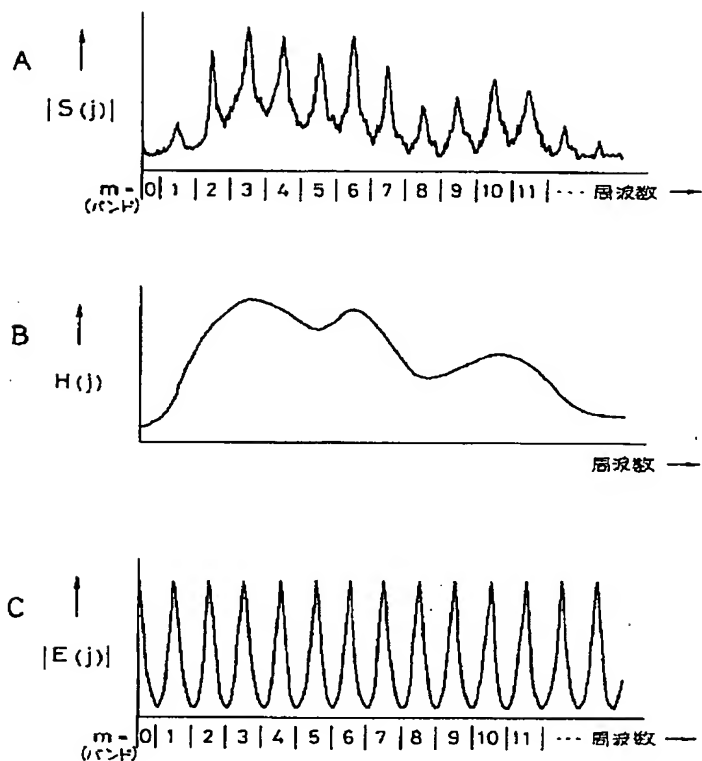 A ↑
|S(j)|
m= 0 | 1 | 2 | 3 | 4 | 5 | 6 | 7 | 8 | 9 | 10 | 11 | ··· 周波数 →
(バンド)
B ↑
H(j)
周波数 →
C ↑
|E(j)|
m= 0 | 1 | 2 | 3 | 4 | 5 | 6 | 7 | 8 | 9 | 10 | 11 | ··· 周波数 →
(バンド)